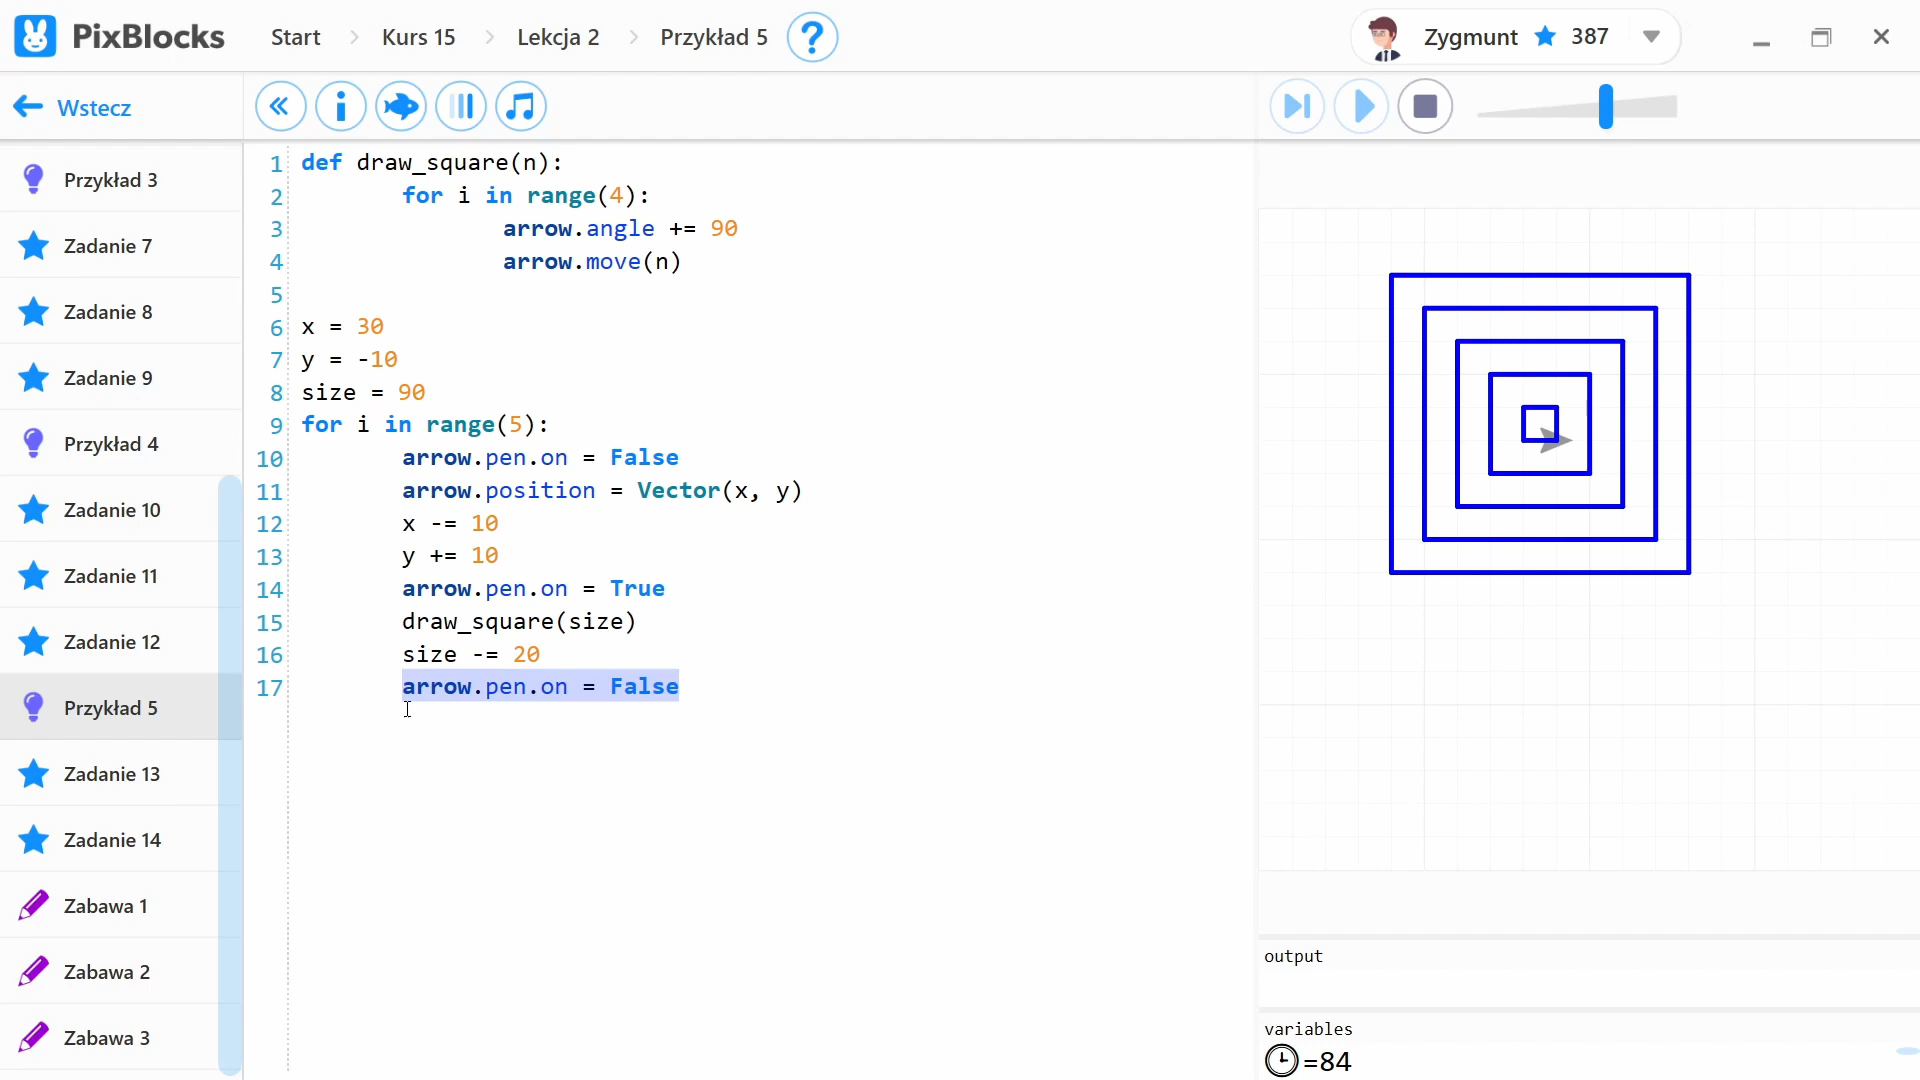 PixBlocks Start Kurs 15 Lekcja 2 Przykład 5 ? Zygmunt 387
Wstecz
Przykład 3
Zadanie 7
Zadanie 8
Zadanie 9
Przykład 4
Zadanie 10
Zadanie 11
Zadanie 12
Przykład 5
Zadanie 13
Zadanie 14
Zabawa 1
Zabawa 2
Zabawa 3
1 def draw_square(n):
2 for i in range(4):
3 arrow.angle += 90
4 arrow.move(n)
5
6 x = 30
7 y = -10
8 size = 90
9 for i in range(5):
10 arrow.pen.on = False
11 arrow.position = Vector(x, y)
12 x -= 10
13 y += 10
14 arrow.pen.on = True
15 draw_square(size)
16 size -= 20
17 arrow.pen.on = False
output
variables
=84